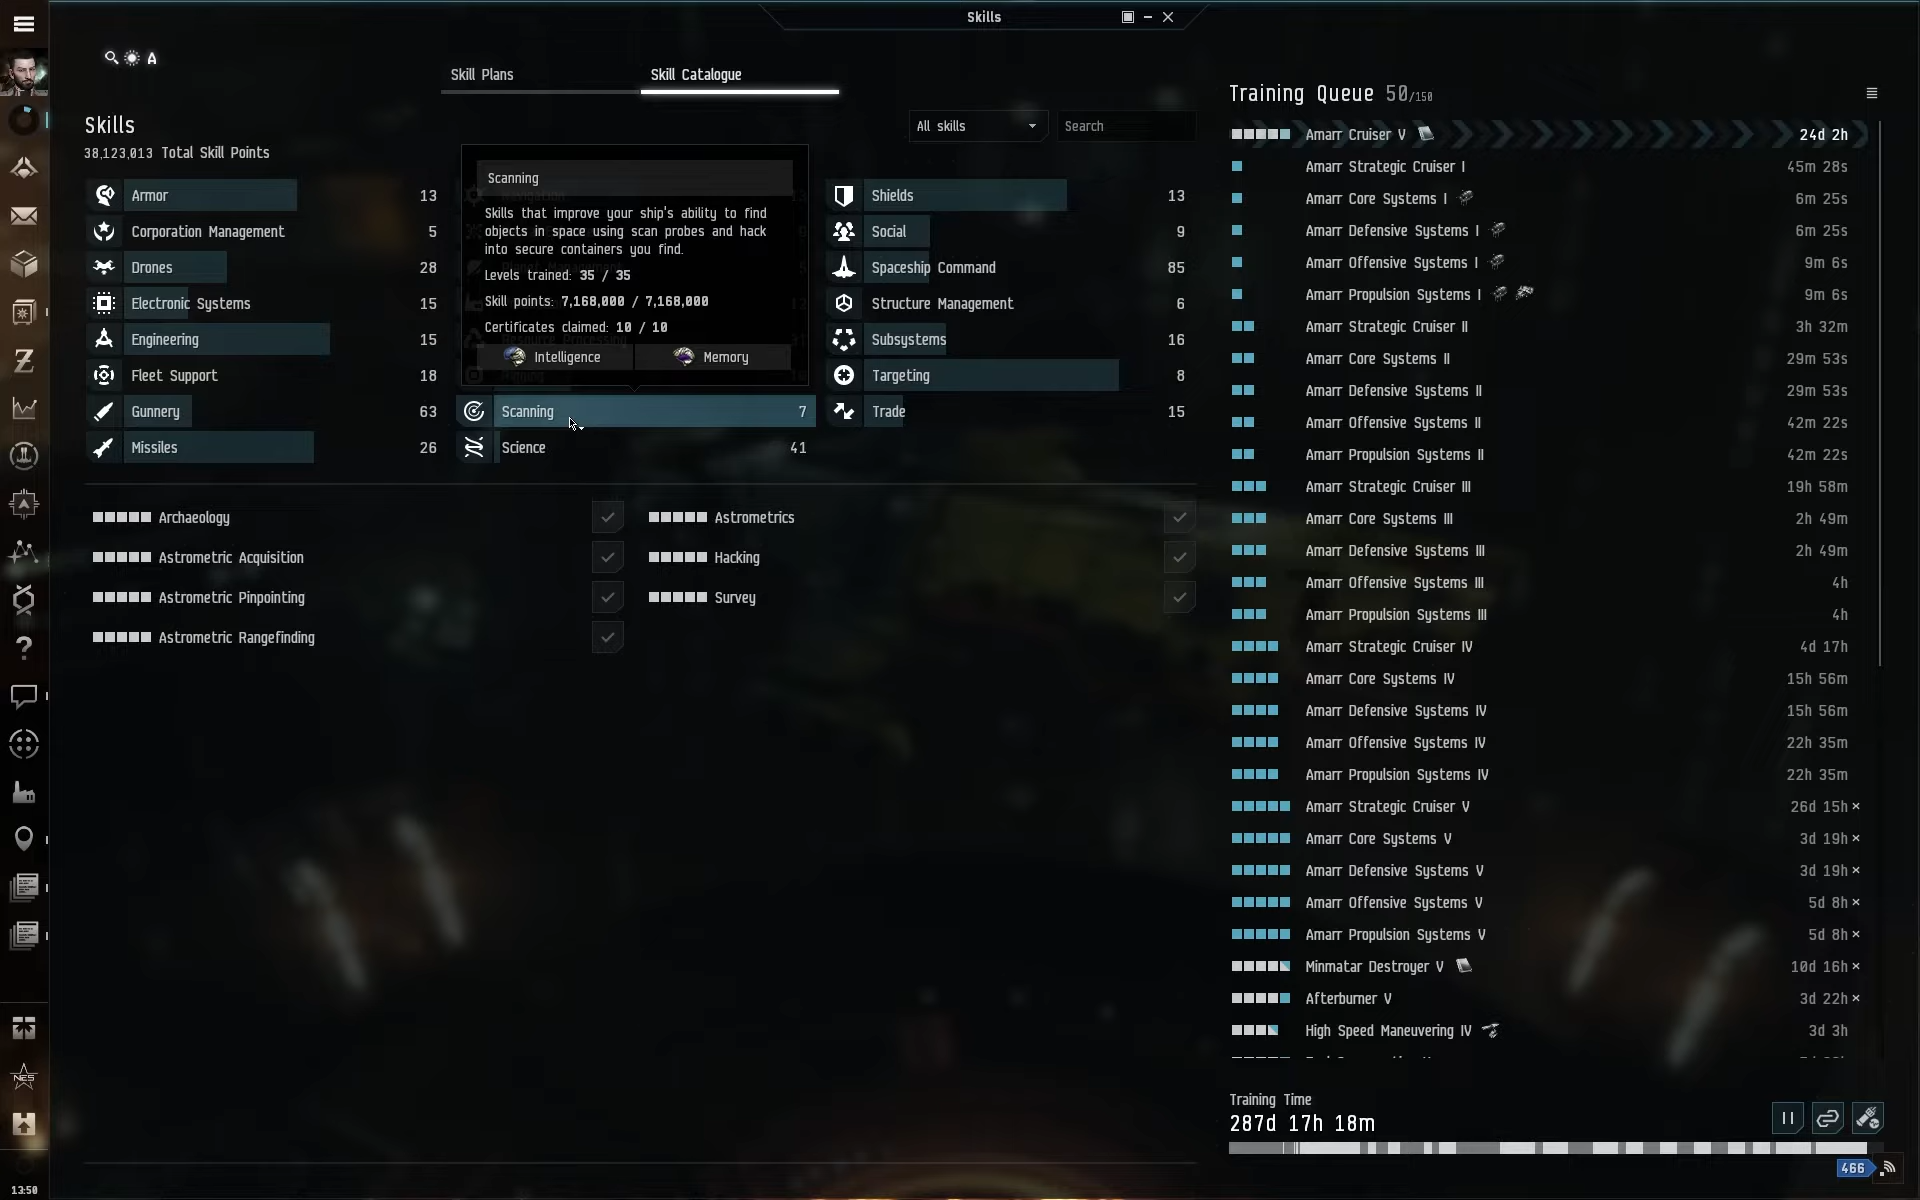 Skills
A
Skill Plans
Skill Catalogue
Skills
38,123,013 Total Skill Points
All skills
Search
Armor 13
Corporation Management 5
Drones 28
Electronic Systems 15
Engineering 15
Fleet Support 18
Gunnery 63
Missiles 26
Scanning
Skills that improve your ship's ability to find
objects in space using scan probes and hack
into secure containers you find.
Levels trained: 35 / 35
Skill points: 7,168,000 / 7,168,000
Certificates claimed: 10 / 10
Intelligence
Memory
Scanning 7
Science 41
Shields 13
Social 9
Spaceship Command 85
Structure Management 6
Subsystems 16
Targeting 8
Trade 15
Archaeology
Astrometric Acquisition
Astrometric Pinpointing
Astrometric Rangefinding
Astrometrics
Hacking
Survey
Training Queue 50/150
Amarr Cruiser V 24d 2h
Amarr Strategic Cruiser I 45m 28s
Amarr Core Systems I 6m 25s
Amarr Defensive Systems I 6m 25s
Amarr Offensive Systems I 9m 6s
Amarr Propulsion Systems I 9m 6s
Amarr Strategic Cruiser II 3h 32m
Amarr Core Systems II 29m 53s
Amarr Defensive Systems II 29m 53s
Amarr Offensive Systems II 42m 22s
Amarr Propulsion Systems II 42m 22s
Amarr Strategic Cruiser III 19h 58m
Amarr Core Systems III 2h 49m
Amarr Defensive Systems III 2h 49m
Amarr Offensive Systems III 4h
Amarr Propulsion Systems III 4h
Amarr Strategic Cruiser IV 4d 17h
Amarr Core Systems IV 15h 56m
Amarr Defensive Systems IV 15h 56m
Amarr Offensive Systems IV 22h 35m
Amarr Propulsion Systems IV 22h 35m
Amarr Strategic Cruiser V 26d 15h
Amarr Core Systems V 3d 19h
Amarr Defensive Systems V 3d 19h
Amarr Offensive Systems V 5d 8h
Amarr Propulsion Systems V 5d 8h
Minmatar Destroyer V 10d 16h
Afterburner V 3d 22h
High Speed Maneuvering IV 3d 3h
Training Time
287d 17h 18m
466
NES
13:50